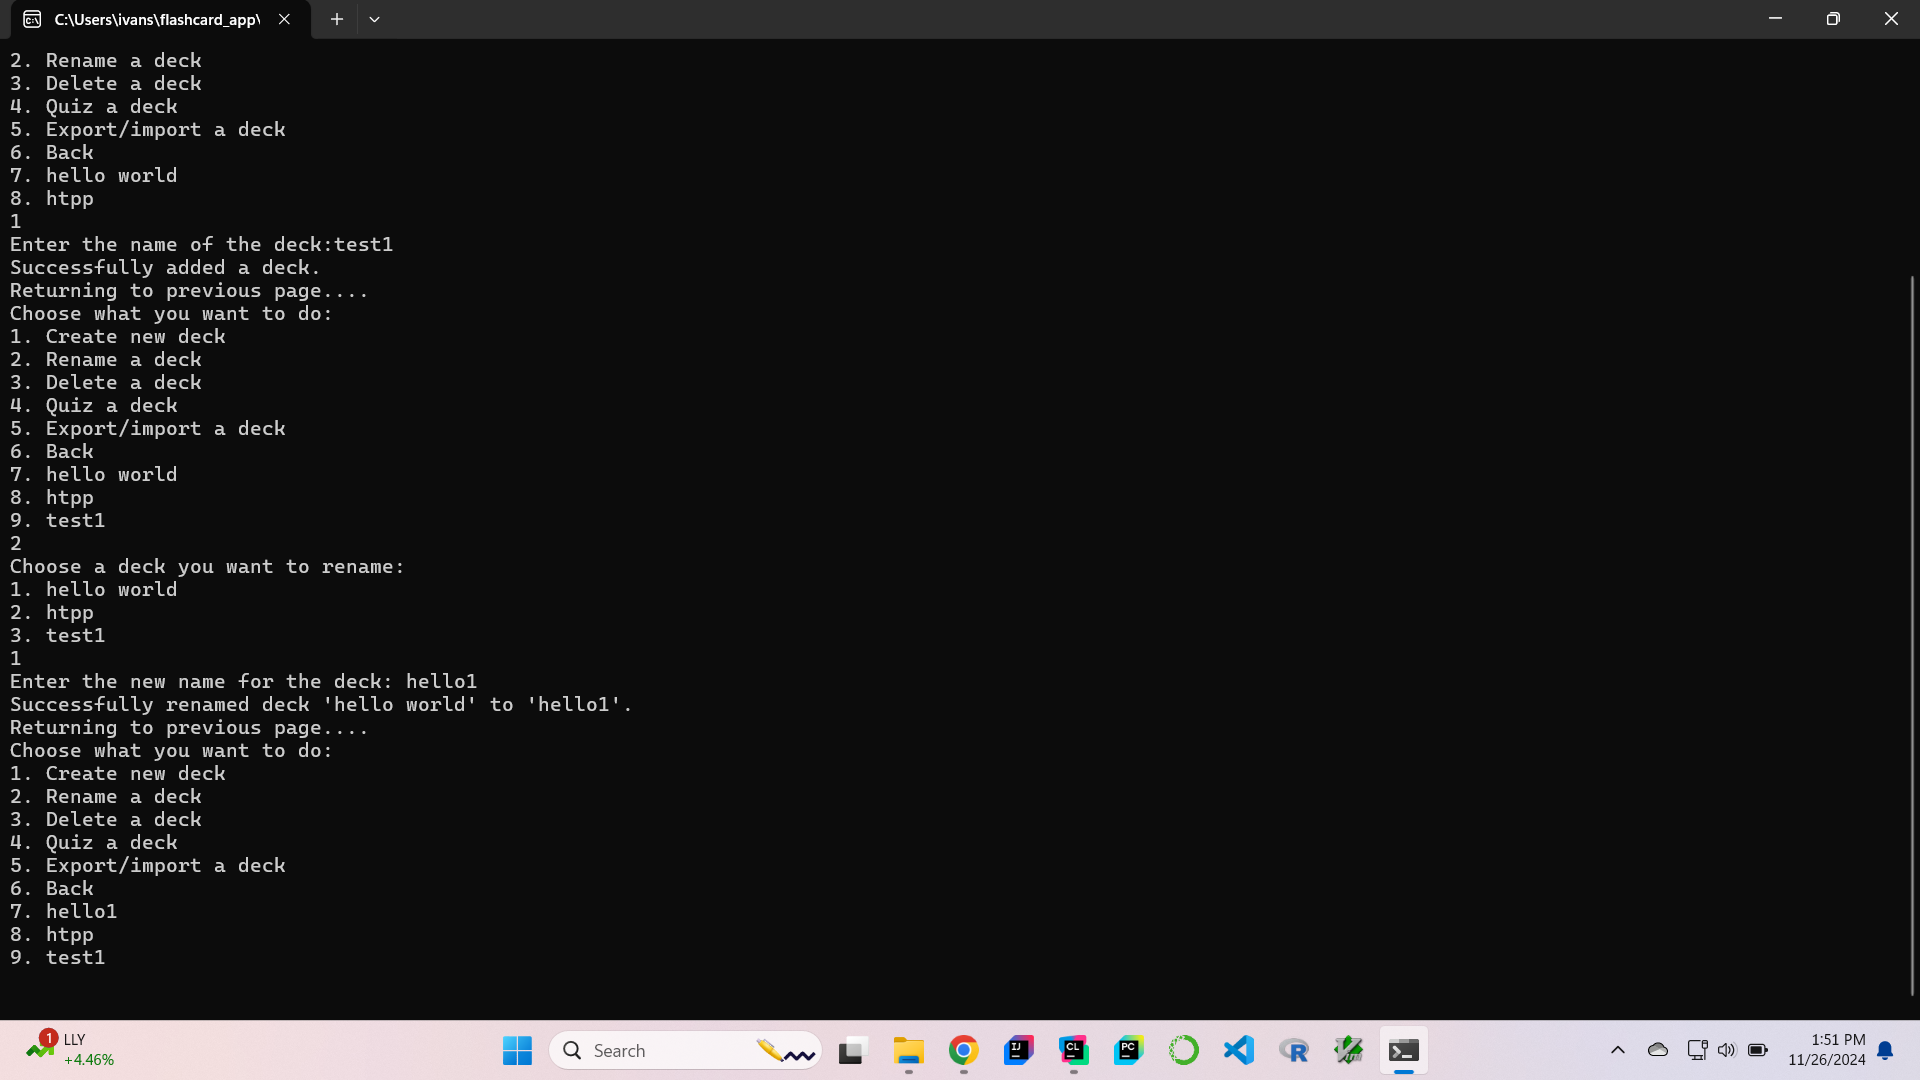 C:\Users\ivans\flashcard_app\
2. Rename a deck
3. Delete a deck
4. Quiz a deck
5. Export/import a deck
6. Back
7. hello world
8. htpp
1
Enter the name of the deck:test1
Successfully added a deck.
Returning to previous page....
Choose what you want to do:
1. Create new deck
2. Rename a deck
3. Delete a deck
4. Quiz a deck
5. Export/import a deck
6. Back
7. hello world
8. htpp
9. test1
2
Choose a deck you want to rename:
1. hello world
2. htpp
3. test1
1
Enter the new name for the deck: hello1
Successfully renamed deck 'hello world' to 'hello1'.
Returning to previous page....
Choose what you want to do:
1. Create new deck
2. Rename a deck
3. Delete a deck
4. Quiz a deck
5. Export/import a deck
6. Back
7. hello1
8. htpp
9. test1
1
LLY
+4.46%
Search
IJ
CL
PC
R
Vim
1:51 PM
11/26/2024